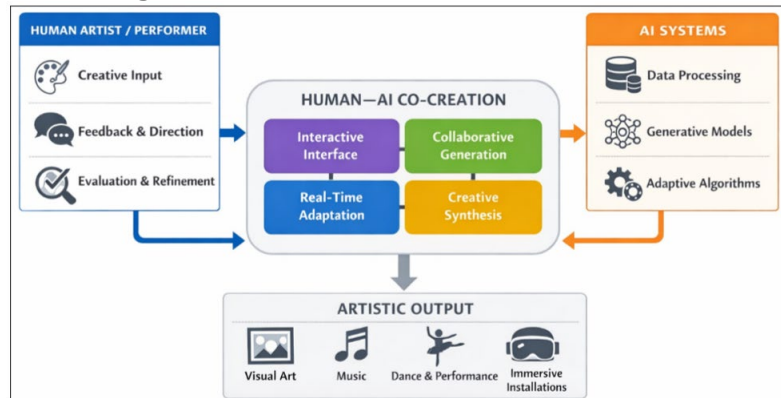 HUMAN ARTIST / PERFORMER
Creative Input
Feedback & Direction
Evaluation & Refinement
HUMAN—AI CO-CREATION
Interactive
Interface
Collaborative
Generation
Real-Time
Adaptation
Creative
Synthesis
AI SYSTEMS
Data Processing
Generative Models
Adaptive Algorithms
ARTISTIC OUTPUT
Visual Art
Music
Dance & Performance
Immersive
Installations